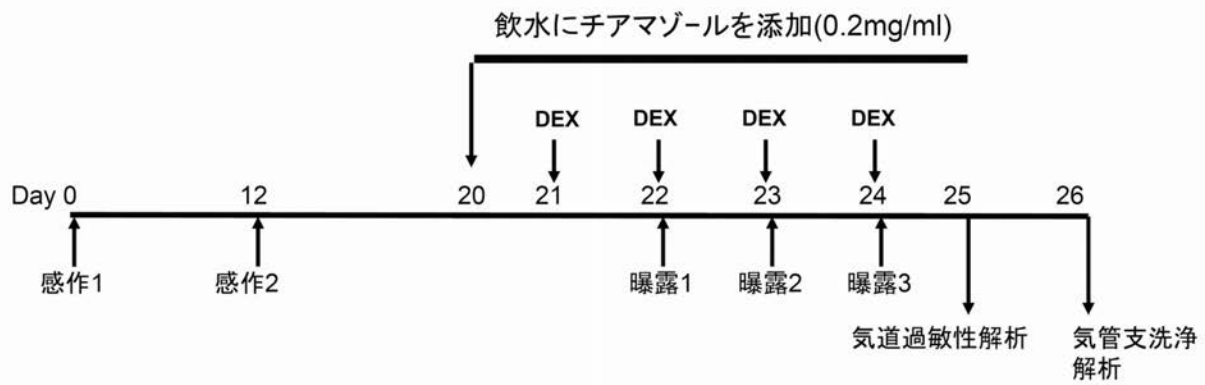 飲水にチアマゾールを添加(0.2mg/ml)
DEX DEX DEX DEX
Day 0 12 20 21 22 23 24 25 26
感作1 感作2 曝露1 曝露2 曝露3
気道過敏性解析 気管支洗浄
解析